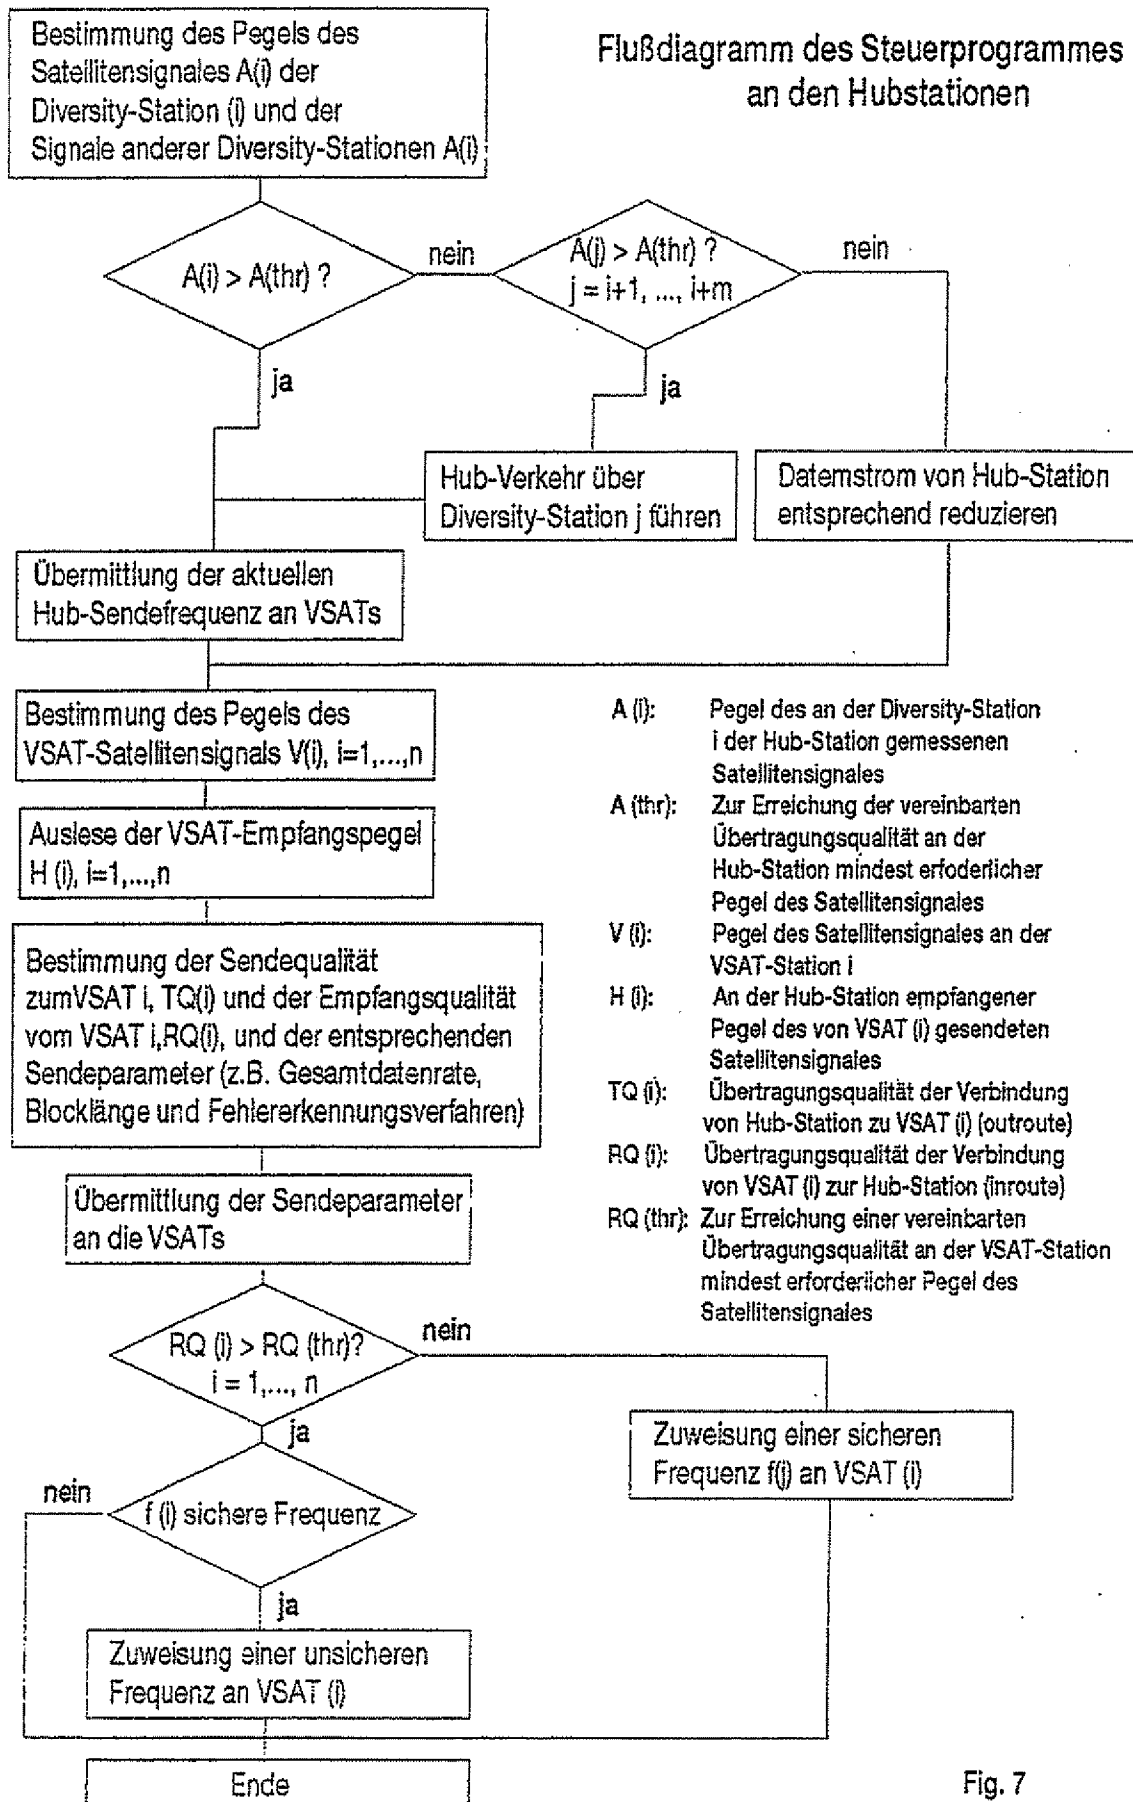 Flußdiagramm des Steuerprogrammes
an den Hubstationen
Bestimmung des Pegels des
Satellitensignales A(i) der
Diversity-Station (i) und der
Signale anderer Diversity-Stationen A(i)
A(i) > A(thr) ?
nein
A(j) > A(thr) ?
j = i+1, ..., i+m
nein
ja
ja
Hub-Verkehr über
Diversity-Station j führen
Datemstrom von Hub-Station
entsprechend reduzieren
Übermittlung der aktuellen
Hub-Sendefrequenz an VSATs
Bestimmung des Pegels des
VSAT-Satellitensignals V(i), i=1,...,n
Auslese der VSAT-Empfangspegel
H (i), i=1,...,n
Bestimmung der Sendequalität
zumVSAT i, TQ(i) und der Empfangsqualität
vom VSAT i,RQ(i), und der entsprechenden
Sendeparameter (z.B. Gesamtdatenrate,
Blocklänge und Fehlererkennungsverfahren)
Übermittlung der Sendeparameter
an die VSATs
RQ (i) > RQ (thr)?
i = 1,..., n
nein
ja
Zuweisung einer sicheren
Frequenz f(j) an VSAT (i)
nein
f (i) sichere Frequenz
ja
Zuweisung einer unsicheren
Frequenz an VSAT (i)
Ende
A (i): Pegel des an der Diversity-Station
i der Hub-Station gemessenen
Satellitensignales
A (thr): Zur Erreichung der vereinbarten
Übertragungsqualität an der
Hub-Station mindest erfoderlicher
Pegel des Satellitensignales
V (i): Pegel des Satellitensignales an der
VSAT-Station i
H (i): An der Hub-Station empfangener
Pegel des von VSAT (i) gesendeten
Satellitensignales
TQ (i): Übertragungsqualität der Verbindung
von Hub-Station zu VSAT (i) (outroute)
RQ (i): Übertragungsqualität der Verbindung
von VSAT (i) zur Hub-Station (inroute)
RQ (thr): Zur Erreichung einer vereinbarten
Übertragungsqualität an der VSAT-Station
mindest erforderlicher Pegel des
Satellitensignales
Fig. 7